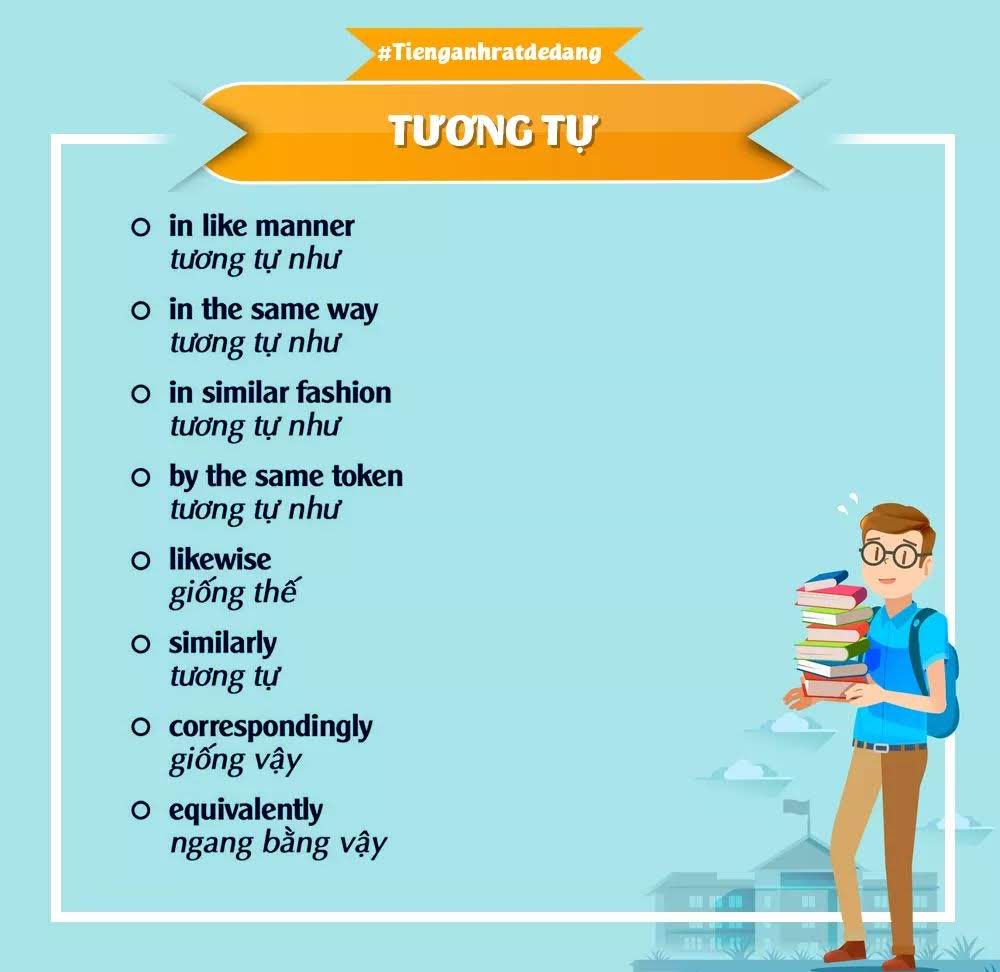 #Tienganhratdedang
TƯƠNG TỰ
in like manner
tương tự như
in the same way
tương tự như
in similar fashion
tương tự như
by the same token
tương tự như
likewise
giống thế
similarly
tương tự
correspondingly
giống vậy
equivalently
ngang bằng vậy